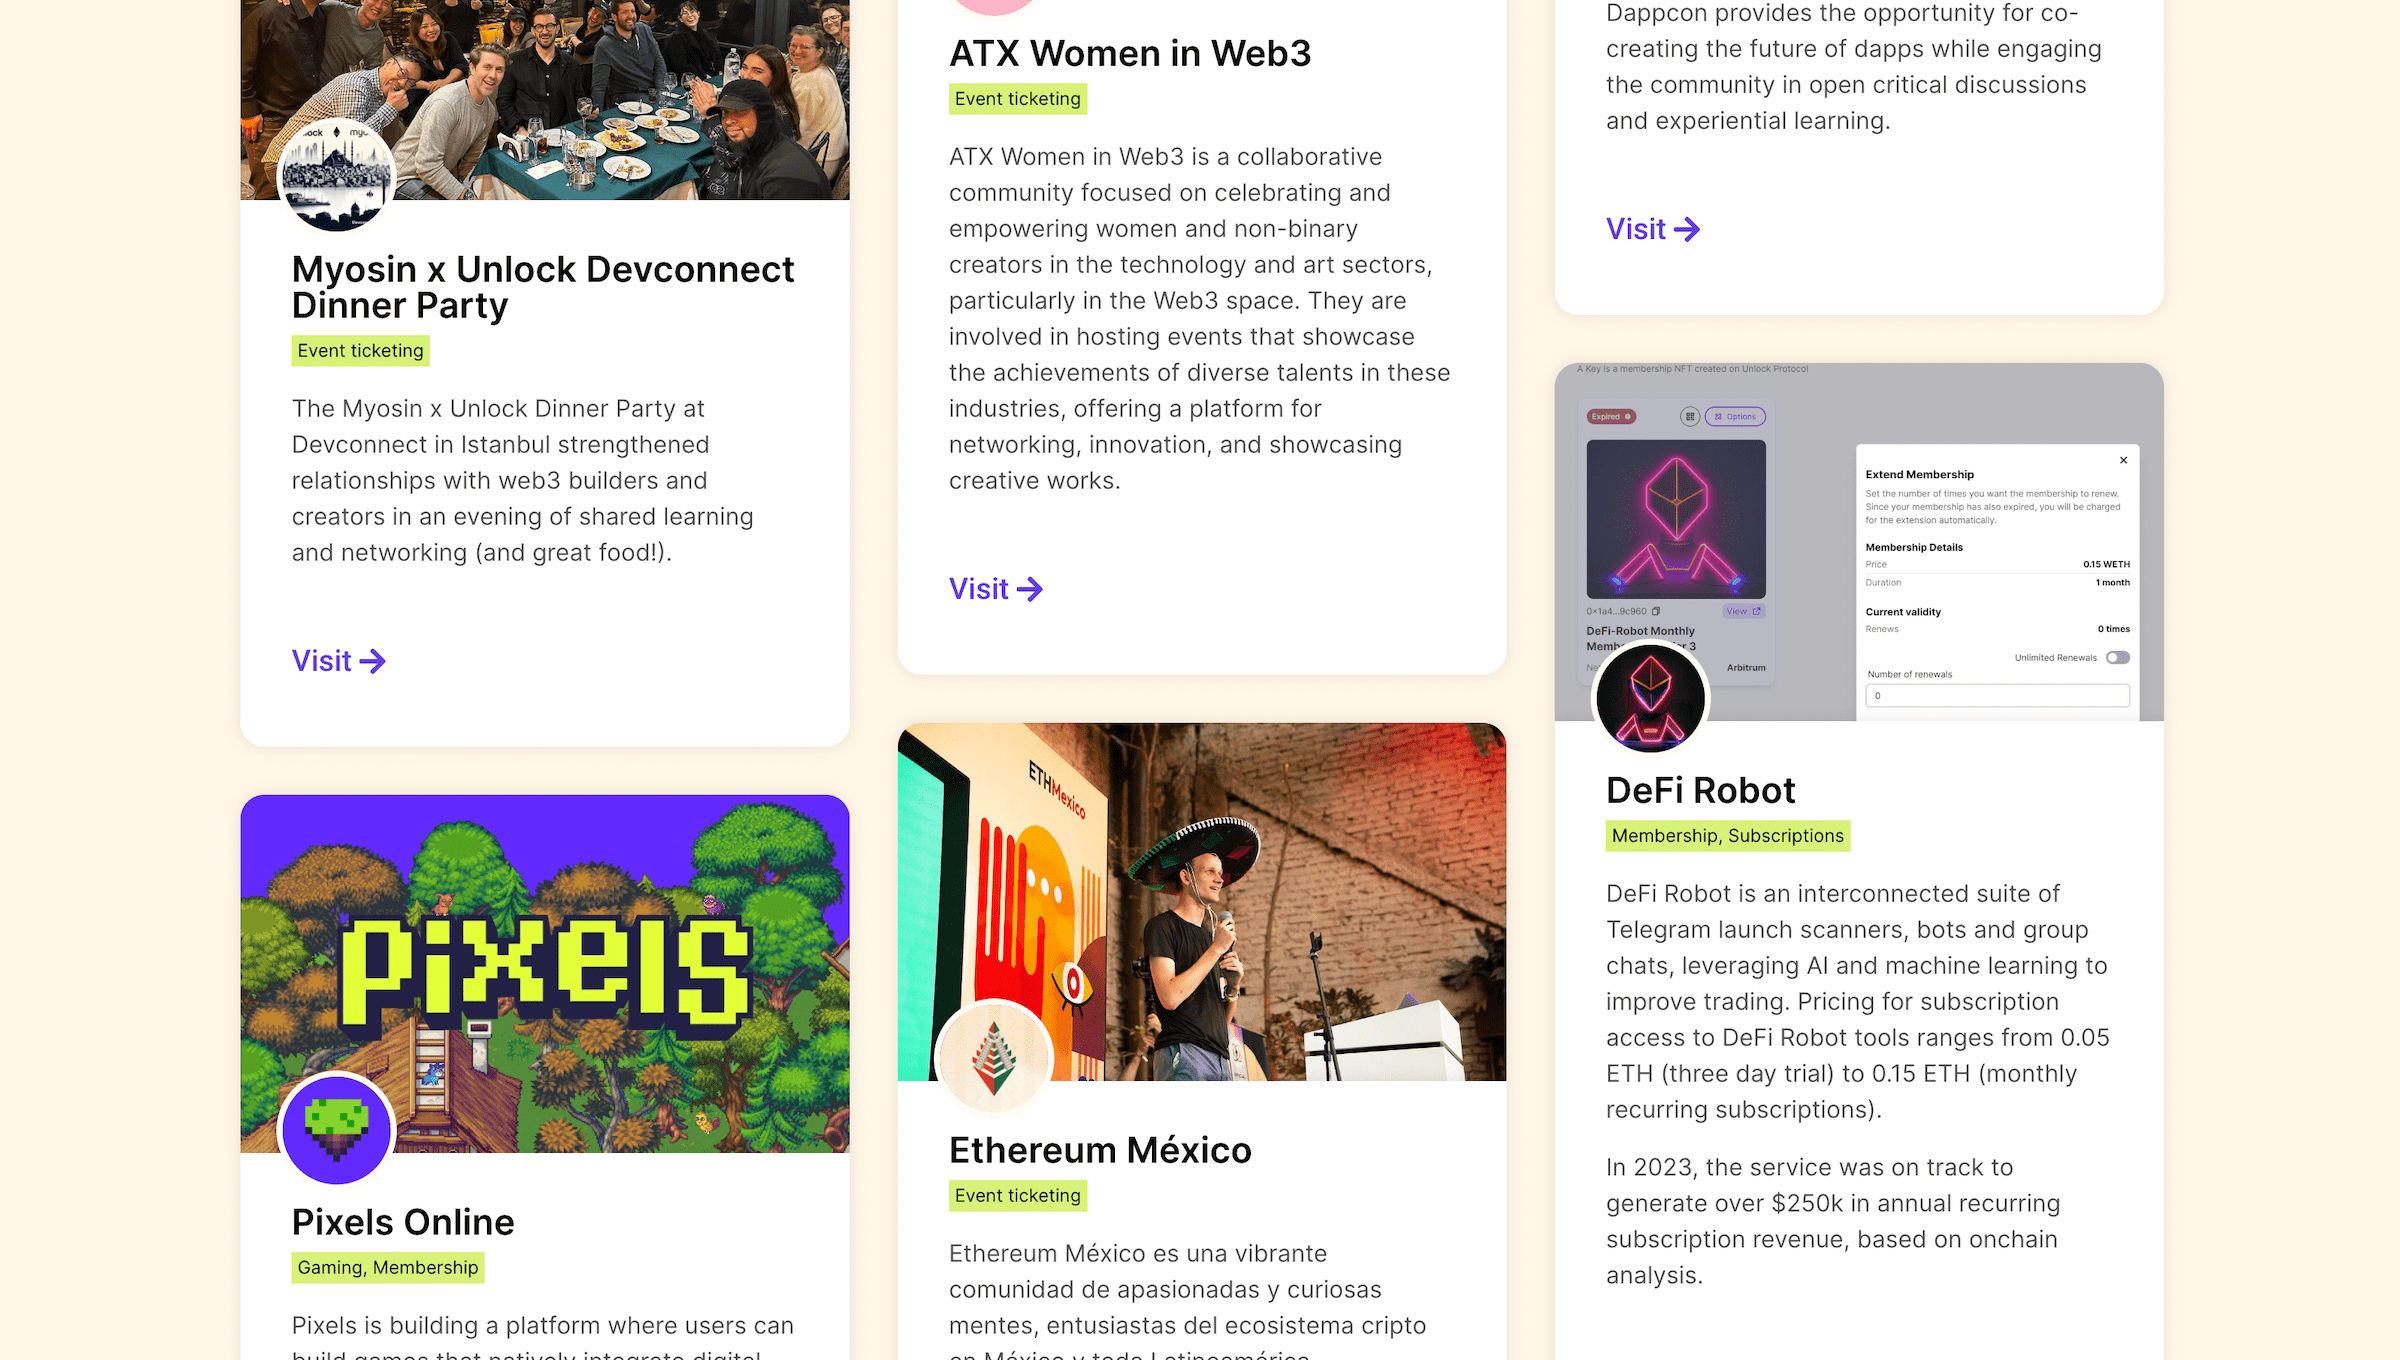 ock
Myosin x Unlock Devconnect
Dinner Party
Event ticketing
The Myosin x Unlock Dinner Party at
Devconnect in Istanbul strengthened
relationships with web3 builders and
creators in an evening of shared learning
and networking (and great food!).
Visit
pixels
Pixels Online
Gaming, Membership
Pixels is building a platform where users can
build games that natively integrate digital
ATX Women in Web3
Event ticketing
ATX Women in Web3 is a collaborative
community focused on celebrating and
empowering women and non-binary
creators in the technology and art sectors,
particularly in the Web3 space. They are
involved in hosting events that showcase
the achievements of diverse talents in these
industries, offering a platform for
networking, innovation, and showcasing
creative works.
Visit
ETHMexico
Ethereum México
Event ticketing
Ethereum México es una vibrante
comunidad de apasionadas y curiosas
mentes, entusiastas del ecosistema cripto
en México y toda Latinoamérica
Dappcon provides the opportunity for co-
creating the future of dapps while engaging
the community in open critical discussions
and experiential learning.
Visit
A Key is a membership NFT created on Unlock Protocol
Expired
Options
0x1a4...9c960
View
DeFi-Robot Monthly
3
Arbitrum
Extend Membership
Set the number of times you want the membership to renew.
Since your membership has also expired, you will be charged
for the extension automatically.
Membership Details
Price 0.15 WETH
Duration 1 month
Current validity
Renews 0 times
Unlimited Renewals
Number of renewals
0
DeFi Robot
Membership, Subscriptions
DeFi Robot is an interconnected suite of
Telegram launch scanners, bots and group
chats, leveraging AI and machine learning to
improve trading. Pricing for subscription
access to DeFi Robot tools ranges from 0.05
ETH (three day trial) to 0.15 ETH (monthly
recurring subscriptions).
In 2023, the service was on track to
generate over $250k in annual recurring
subscription revenue, based on onchain
analysis.